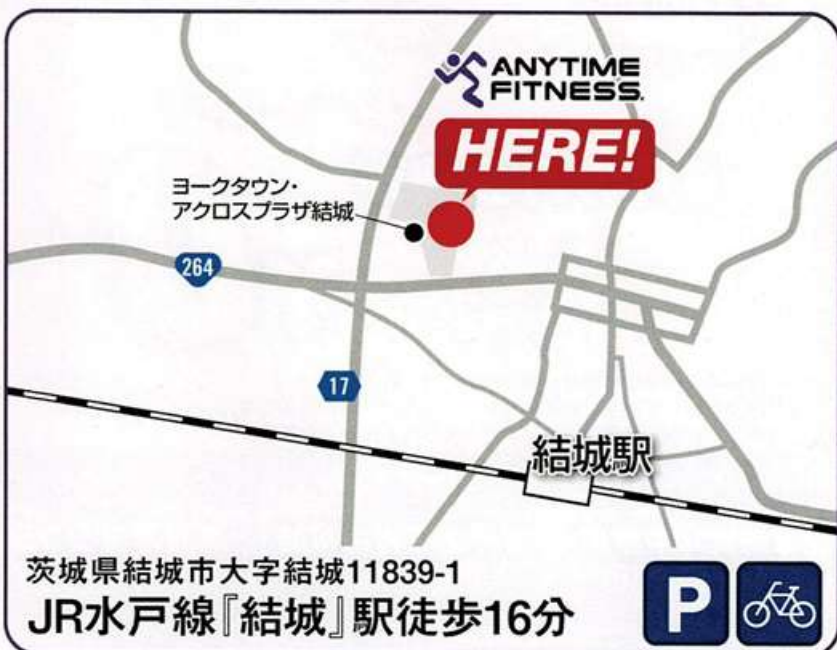 ANYTIME
FITNESS.
HERE!
ヨークタウン・
アクロスプラザ結城
264
17
結城駅
茨城県結城市大字結城11839-1
JR水戸線『結城』駅徒歩16分
P